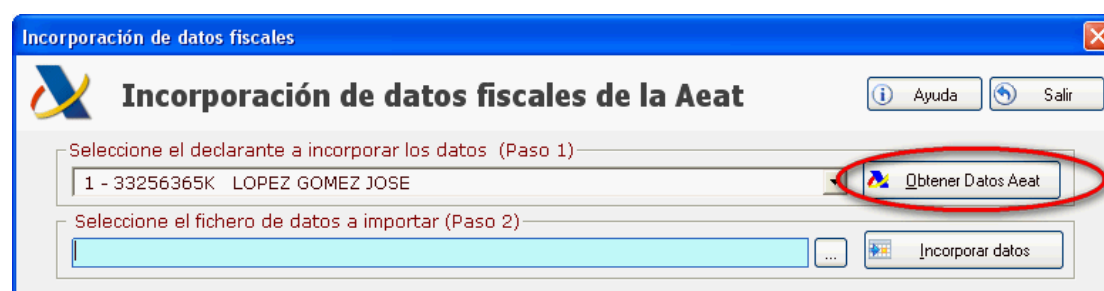 Incorporación de datos fiscales
Incorporación de datos fiscales de la Aeat
Ayuda
Salir
Seleccione el declarante a incorporar los datos (Paso 1)
1 - 33256365K LOPEZ GOMEZ JOSE
Obtener Datos Aeat
Seleccione el fichero de datos a importar (Paso 2)
...
Incorporar datos